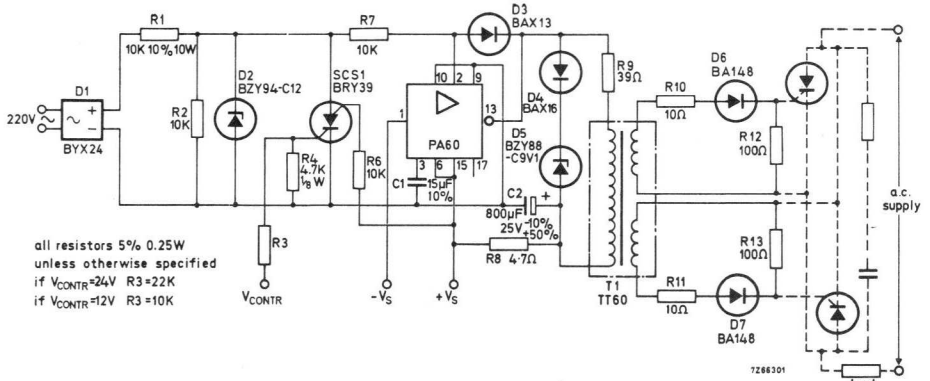 R1
10K 10% 10W
D1
220V
BYX24
R2
10K
D2
BZY94-C12
SCS1
BRY39
R4
4.7K
1/8 W
R3
VCONTR
R6
10K
R7
10K
D3
BAX13
10 2 9
1
13
PA60
3 6 15 17
C1
15µF
10%
D4
BAX16
D5
BZY88
-C9V1
C2
+
800µF
25V
-10%
+50%
R8 4·7Ω
-VS
+VS
R9
39Ω
T1
TT60
R10
10Ω
D6
BA148
R12
100Ω
R13
100Ω
R11
10Ω
D7
BA148
a.c.
supply
all resistors 5% 0.25W
unless otherwise specified
if VCONTR=24V R3=22K
if VCONTR=12V R3=10K
7Z66301